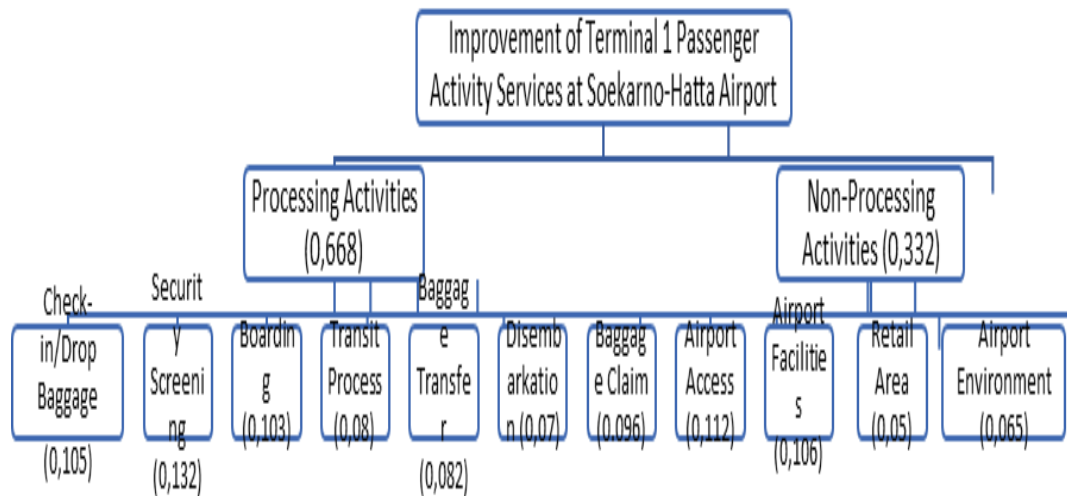 Improvement of Terminal 1 Passenger
Activity Services at Soekarno-Hatta Airport
Processing Activities
(0,668)
Non-Processing
Activities (0,332)
Check-
in/Drop
Baggage
(0,105)
Securit
y
Screeni
ng
(0,132)
Boardin
g
(0,103)
Transit
Process
(0,08)
Baggag
e
Transfe
r
(0,082)
Disemb
arkatio
n (0,07)
Baggag
e Claim
(0.096)
Airport
Access
(0,112)
Airport
Facilitie
s
(0,106)
Retail
Area
(0,05)
Airport
Environment
(0,065)